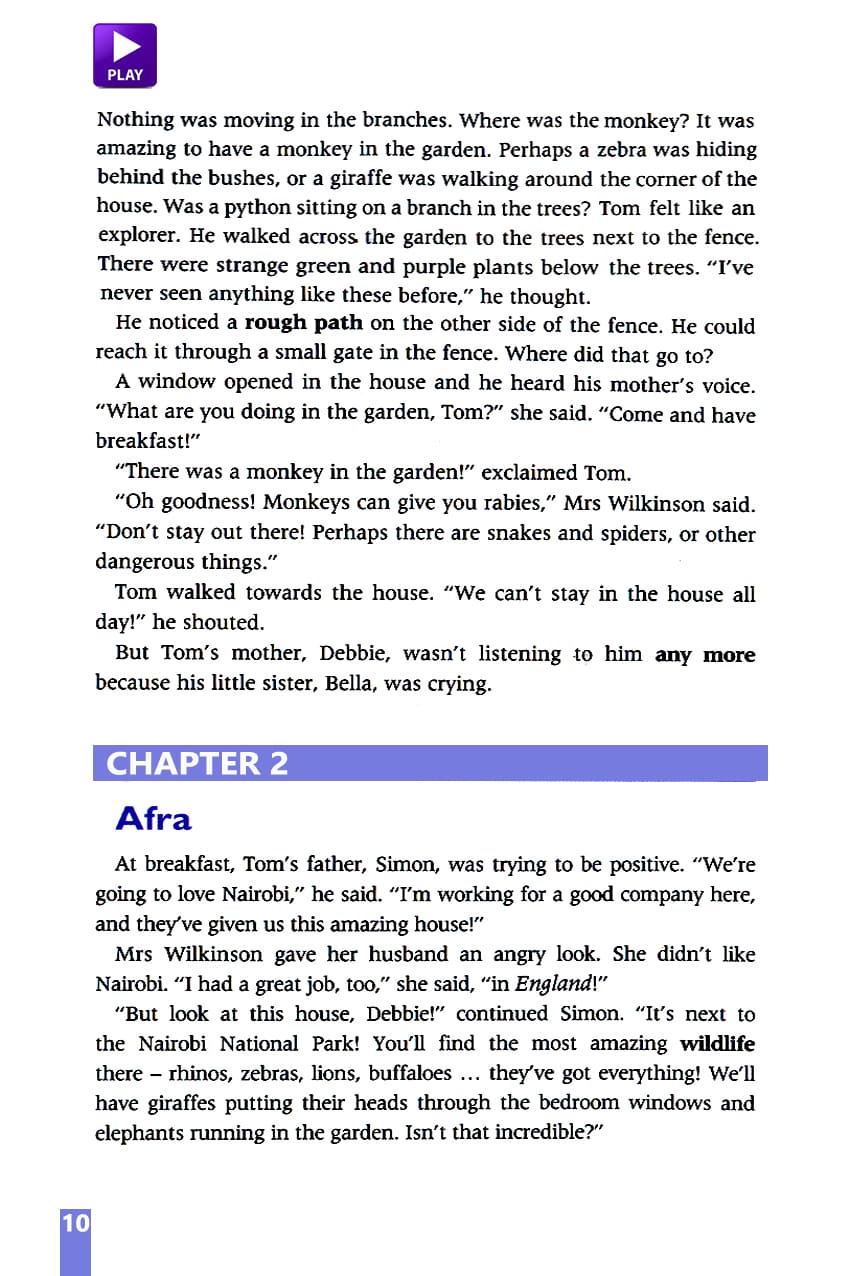 PLAY
Nothing was moving in the branches. Where was the monkey? It was
amazing to have a monkey in the garden. Perhaps a zebra was hiding
behind the bushes, or a giraffe was walking around the corner of the
house. Was a python sitting on a branch in the trees? Tom felt like an
explorer. He walked across the garden to the trees next to the fence.
There were strange green and purple plants below the trees. “I’ve
never seen anything like these before,” he thought.
He noticed a rough path on the other side of the fence. He could
reach it through a small gate in the fence. Where did that go to?
A window opened in the house and he heard his mother’s voice.
“What are you doing in the garden, Tom?” she said. “Come and have
breakfast!”
“There was a monkey in the garden!” exclaimed Tom.
“Oh goodness! Monkeys can give you rabies,” Mrs Wilkinson said.
“Don’t stay out there! Perhaps there are snakes and spiders, or other
dangerous things.”
Tom walked towards the house. “We can’t stay in the house all
day!” he shouted.
But Tom’s mother, Debbie, wasn’t listening to him any more
because his little sister, Bella, was crying.
CHAPTER 2
Afra
At breakfast, Tom’s father, Simon, was trying to be positive. “We’re
going to love Nairobi,” he said. “I’m working for a good company here,
and they’ve given us this amazing house!”
Mrs Wilkinson gave her husband an angry look. She didn’t like
Nairobi. “I had a great job, too,” she said, “in England!”
“But look at this house, Debbie!” continued Simon. “It’s next to
the Nairobi National Park! You’ll find the most amazing wildlife
there – rhinos, zebras, lions, buffaloes ... they’ve got everything! We’ll
have giraffes putting their heads through the bedroom windows and
elephants running in the garden. Isn’t that incredible?”
10